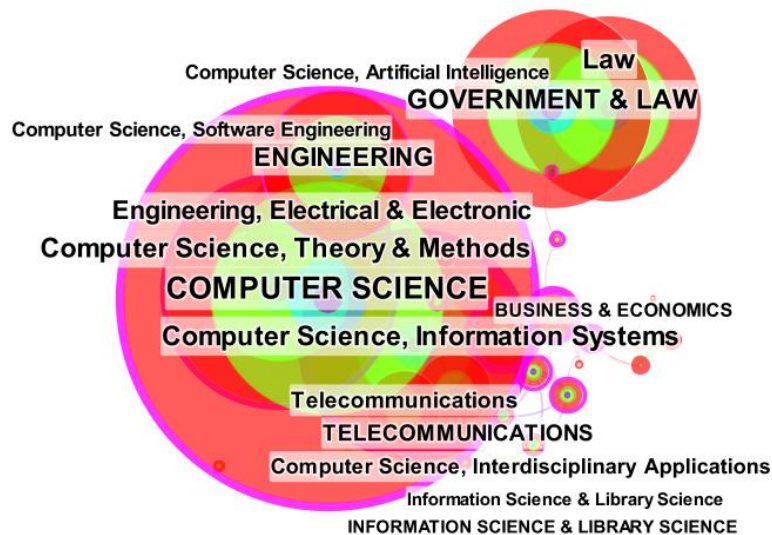 Law
Computer Science, Artificial Intelligence
GOVERNMENT & LAW
Computer Science, Software Engineering
ENGINEERING
Engineering, Electrical & Electronic
Computer Science, Theory & Methods
COMPUTER SCIENCE
BUSINESS & ECONOMICS
Computer Science, Information Systems
Telecommunications
TELECOMMUNICATIONS
Computer Science, Interdisciplinary Applications
Information Science & Library Science
INFORMATION SCIENCE & LIBRARY SCIENCE